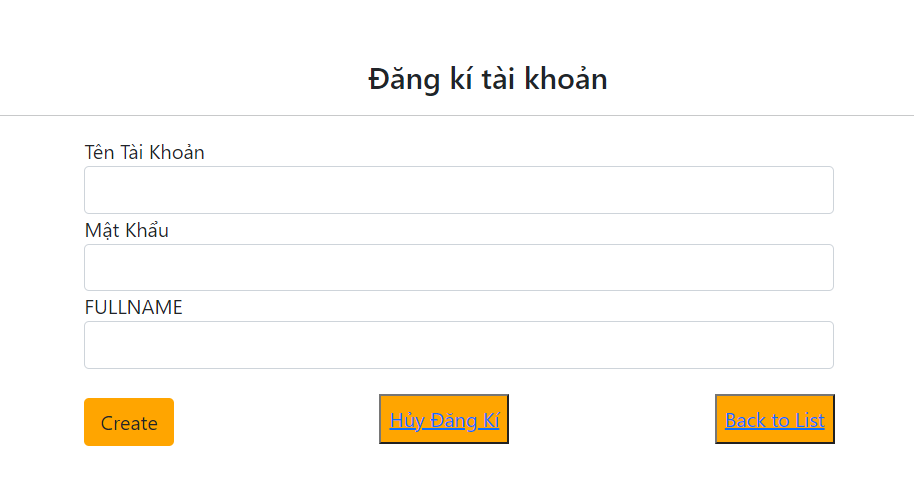 Đăng kí tài khoản
Tên Tài Khoản
Mật Khẩu
FULLNAME
Create
Hủy Đăng Kí
Back to List